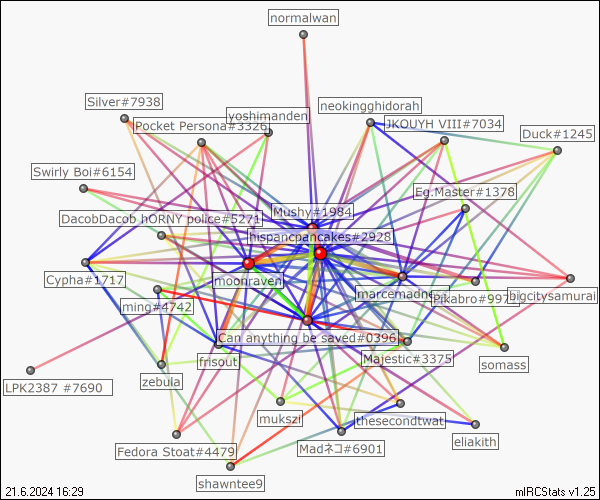 normalwan
Silver#7938
neokingghidorah
yoshimanden
Pocket Persona#3326
JKOUYH VIII#7034
Duck#1245
Swirly Boi#6154
Eg.Master#1378
Mushy#1984
DacobDacob hORNY police#5271
hispancpancakes#2928
Cypha#1717
moonraven
marcemadness
Pikabro#997
bigcitysamurai
ming#4742
Can anything be saved#0396
frisout
Majestic#3375
somass
LPK2387 #7690
zebula
mukszi
thesecondtwat
Fedora Stoat#4479
Madネコ#6901
eliakith
shawntee9
21.6.2024 16:29
mIRCStats v1.25